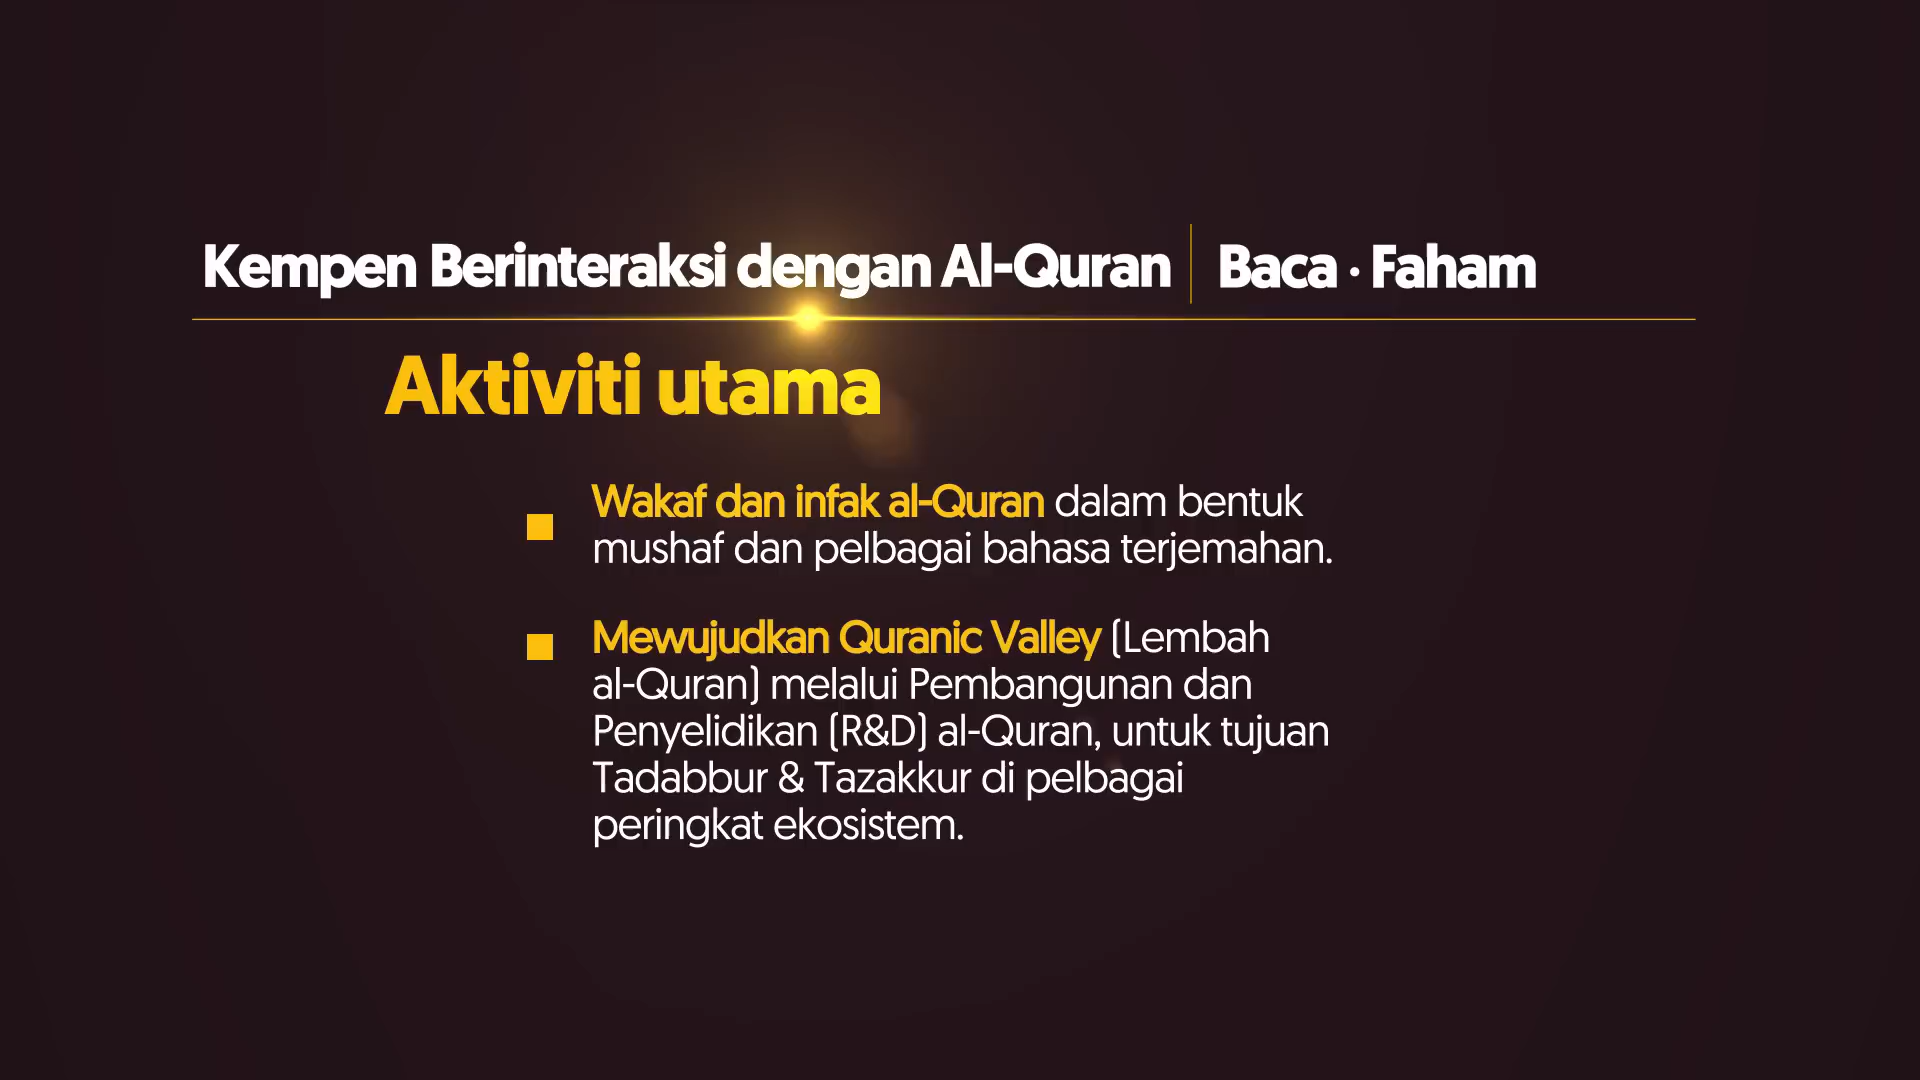 Kempen Berinteraksi dengan Al-Quran Baca · Faham
Aktiviti utama
Wakaf dan infak al-Quran dalam bentuk
mushaf dan pelbagai bahasa terjemahan.
Mewujudkan Quranic Valley (Lembah
al-Quran) melalui Pembangunan dan
Penyelidikan (R&D) al-Quran, untuk tujuan
Tadabbur & Tazakkur di pelbagai
peringkat ekosistem.